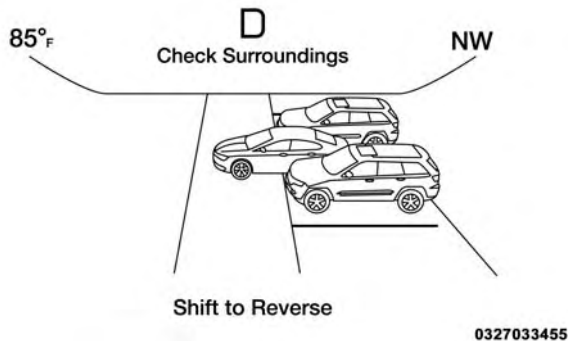 85°F
D
NW
Check Surroundings
Shift to Reverse
0327033455